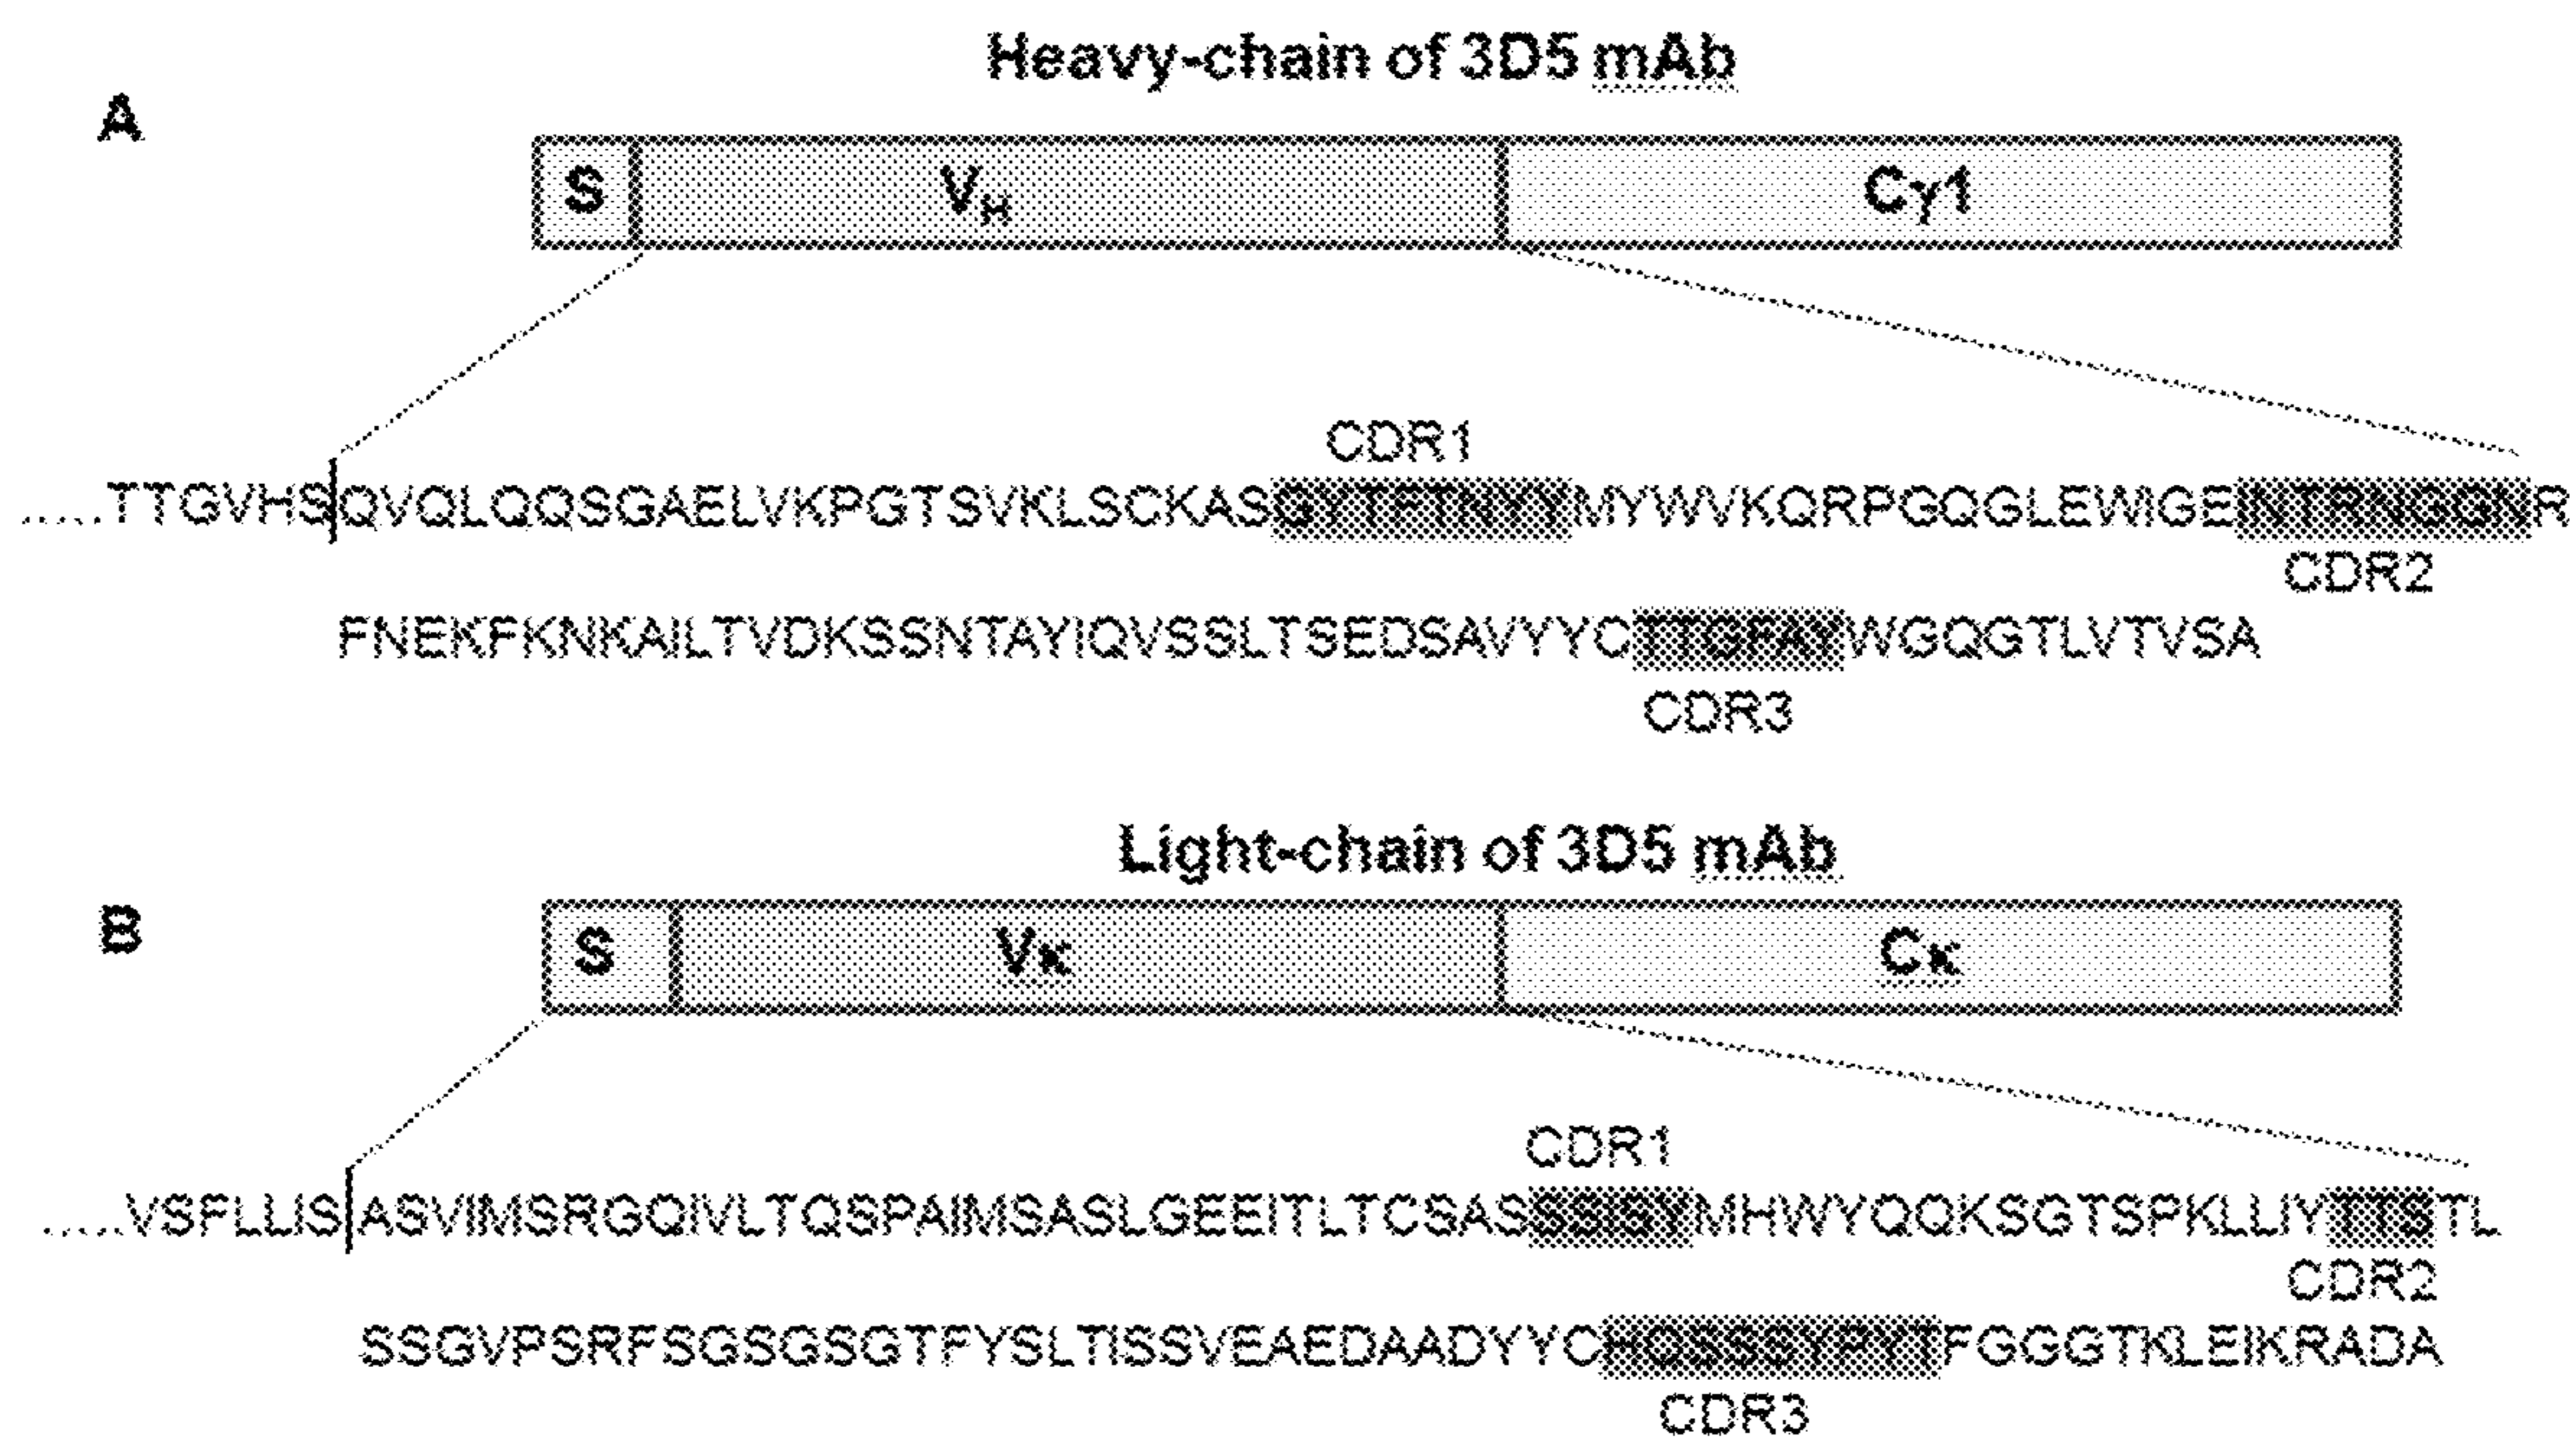 Heavy-chain of 3D5 mAb
A
S VH Cγ1
CDR1
.....TTGVHS|QVQLQQSGAELVKPGTSVKLSCKASGYTFTNYYMYWVKQRPGQGLEWIGEINTRNGGNR
CDR2
FNEKFKNKAILTVDKSSNTAYIQVSSLTSEDSAVYYCTTGFAYWGQGTLVTVSA
CDR3
Light-chain of 3D5 mAb
B
S Vκ Cκ
CDR1
.....VSFLLIS|ASVIMSRGQIVLTQSPAIMSASLGEEITLTCSASSSISYMHWYQQKSGTSPKLLIYTTSTL
CDR2
SSGVPSRFSGSGSGTFYSLTISSVEAEDAADYYCHQSSSYPYTFGGGTKLEIKRADA
CDR3